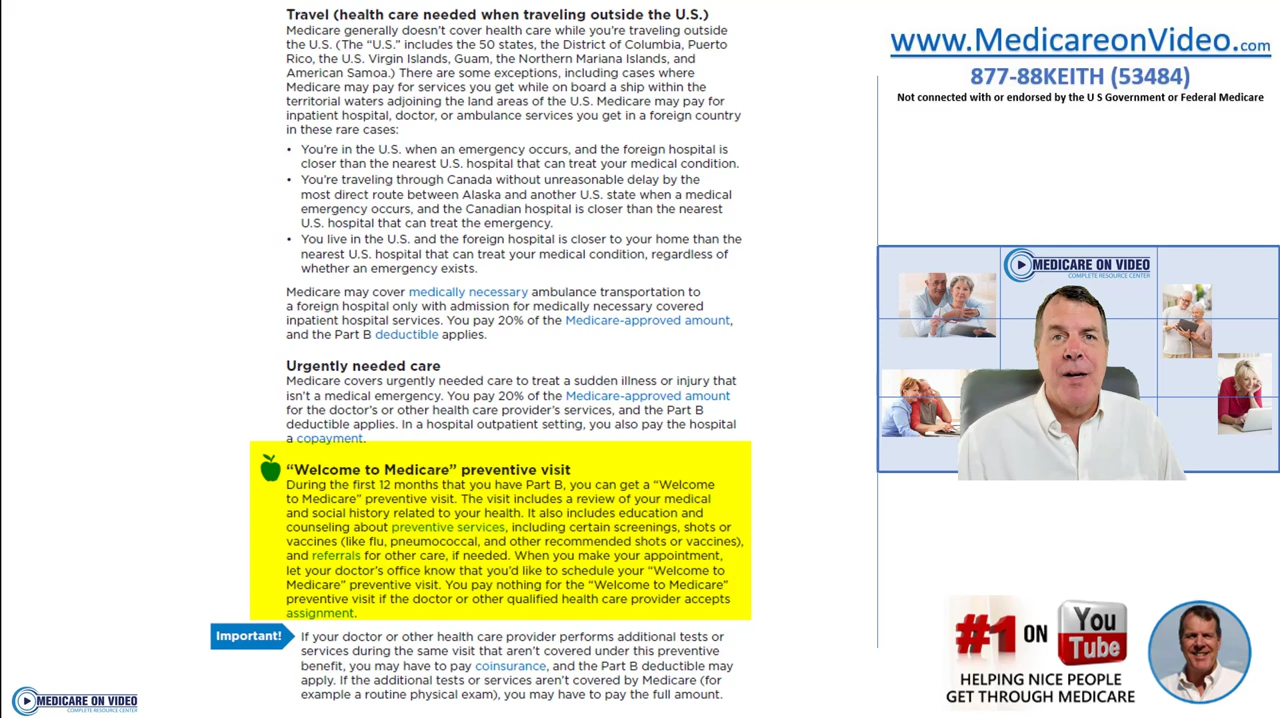 Travel (health care needed when traveling outside the U.S.)
Medicare generally doesn't cover health care while you're traveling outside
the U.S. (The "U.S." includes the 50 states, the District of Columbia, Puerto
Rico, the U.S. Virgin Islands, Guam, the Northern Mariana Islands, and
American Samoa.) There are some exceptions, including cases where
Medicare may pay for services you get while on board a ship within the
territorial waters adjoining the land areas of the U.S. Medicare may pay for
inpatient hospital, doctor, or ambulance services you get in a foreign country
in these rare cases:
• You're in the U.S. when an emergency occurs, and the foreign hospital is
closer than the nearest U.S. hospital that can treat your medical condition.
• You're traveling through Canada without unreasonable delay by the
most direct route between Alaska and another U.S. state when a medical
emergency occurs, and the Canadian hospital is closer than the nearest
U.S. hospital that can treat the emergency.
• You live in the U.S. and the foreign hospital is closer to your home than the
nearest U.S. hospital that can treat your medical condition, regardless of
whether an emergency exists.
Medicare may cover medically necessary ambulance transportation to
a foreign hospital only with admission for medically necessary covered
inpatient hospital services. You pay 20% of the Medicare-approved amount,
and the Part B deductible applies.
Urgently needed care
Medicare covers urgently needed care to treat a sudden illness or injury that
isn't a medical emergency. You pay 20% of the Medicare-approved amount
for the doctor's or other health care provider's services, and the Part B
deductible applies. In a hospital outpatient setting, you also pay the hospital
a copayment.
"Welcome to Medicare" preventive visit
During the first 12 months that you have Part B, you can get a "Welcome
to Medicare" preventive visit. The visit includes a review of your medical
and social history related to your health. It also includes education and
counseling about preventive services, including certain screenings, shots or
vaccines (like flu, pneumococcal, and other recommended shots or vaccines),
and referrals for other care, if needed. When you make your appointment,
let your doctor's office know that you'd like to schedule your "Welcome to
Medicare" preventive visit. You pay nothing for the "Welcome to Medicare"
preventive visit if the doctor or other qualified health care provider accepts
assignment.
Important!
If your doctor or other health care provider performs additional tests or
services during the same visit that aren't covered under this preventive
benefit, you may have to pay coinsurance, and the Part B deductible may
apply. If the additional tests or services aren't covered by Medicare (for
example a routine physical exam), you may have to pay the full amount.
MEDICARE ON VIDEO
COMPLETE RESOURCE CENTER
www.MedicareonVideo.com
877-88KEITH (53484)
Not connected with or endorsed by the U S Government or Federal Medicare
MEDICARE ON VIDEO
COMPLETE RESOURCE CENTER
#1 ON You Tube
HELPING NICE PEOPLE
GET THROUGH MEDICARE